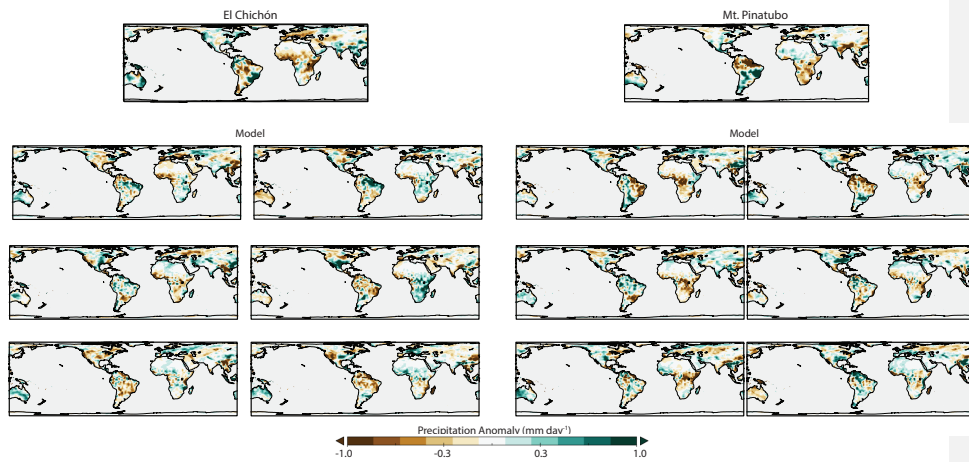 El Chichón
Mt. Pinatubo
Model
Model
Precipitation Anomaly (mm day⁻¹)
-1.0 -0.3 0.3 1.0